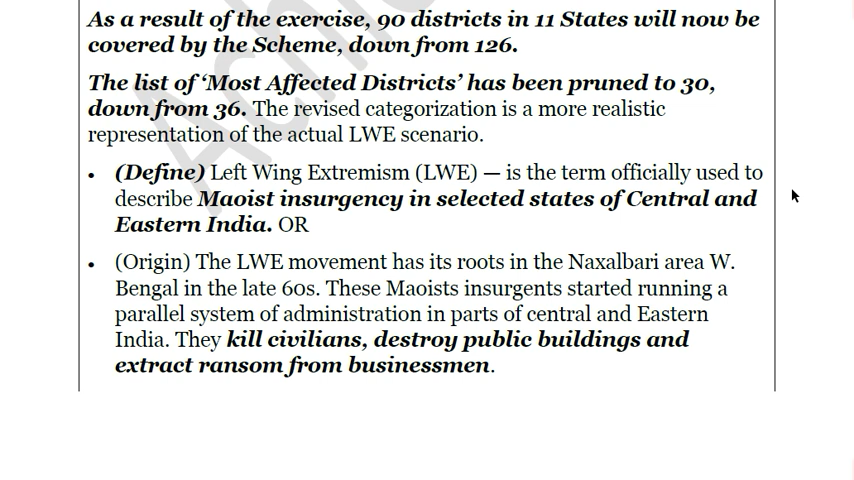 As a result of the exercise, 90 districts in 11 States will now be
covered by the Scheme, down from 126.
The list of ‘Most Affected Districts’ has been pruned to 30,
down from 36. The revised categorization is a more realistic
representation of the actual LWE scenario.
• (Define) Left Wing Extremism (LWE) — is the term officially used to
describe Maoist insurgency in selected states of Central and
Eastern India. OR
• (Origin) The LWE movement has its roots in the Naxalbari area W.
Bengal in the late 60s. These Maoists insurgents started running a
parallel system of administration in parts of central and Eastern
India. They kill civilians, destroy public buildings and
extract ransom from businessmen.